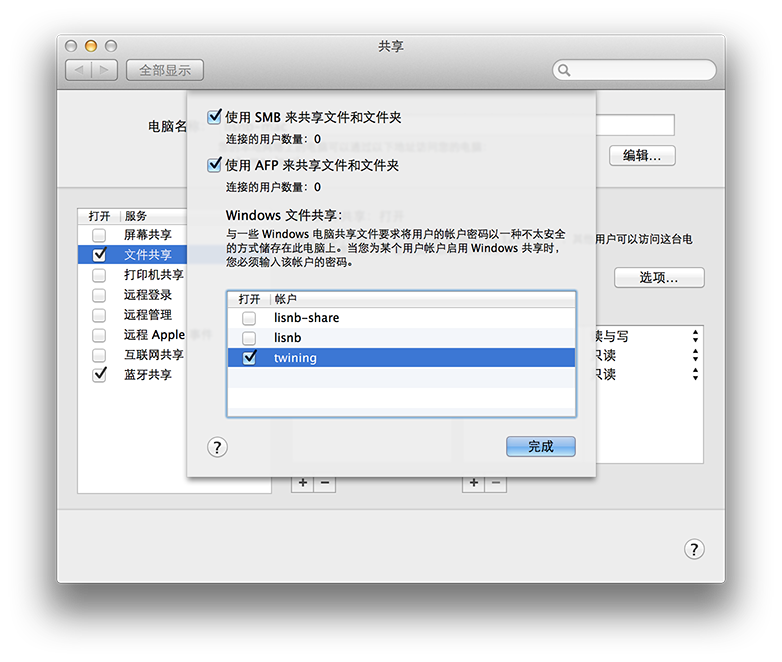 共享
全部显示
电脑名
编辑...
使用 SMB 来共享文件和文件夹
连接的用户数量：0
使用 AFP 来共享文件和文件夹
连接的用户数量：0
Windows 文件共享：
与一些 Windows 电脑共享文件要求将用户的帐户密码以一种不太安全
的方式储存在此电脑上。当您为某个用户帐户启用 Windows 共享时，
您必须输入该帐户的密码。
打开 帐户
lisnb-share
lisnb
twining
? 完成
打开 服务
屏幕共享
文件共享
打印机共享
远程登录
远程管理
远程 Apple 事件
互联网共享
蓝牙共享
用户可以访问这台电
选项...
读与写
只读
只读
+ −
+ −
?